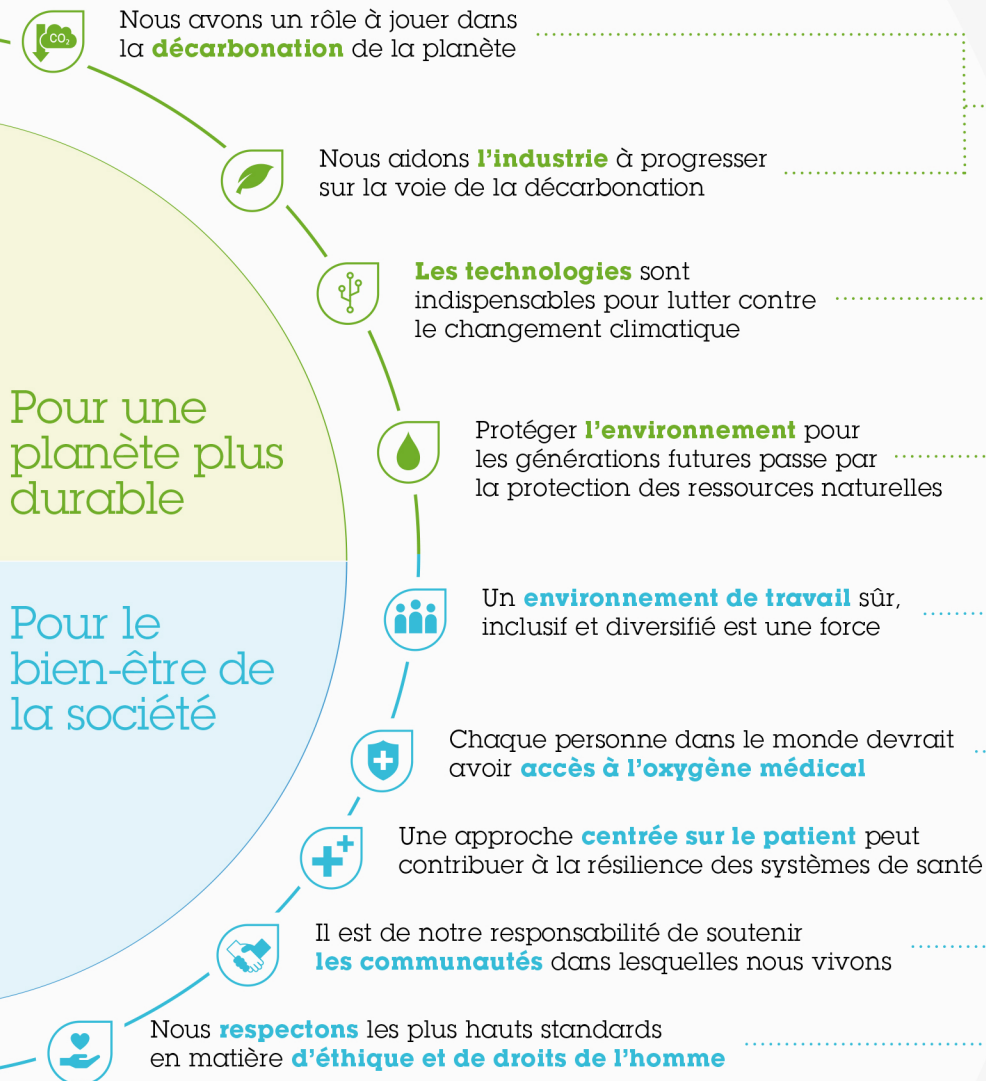 CO₂
Nous avons un rôle à jouer dans
la décarbonation de la planète
Nous aidons l'industrie à progresser
sur la voie de la décarbonation
Les technologies sont
indispensables pour lutter contre
le changement climatique
Pour une
planète plus
durable
Protéger l'environnement pour
les générations futures passe par
la protection des ressources naturelles
Un environnement de travail sûr,
inclusif et diversifié est une force
Pour le
bien-être de
la société
Chaque personne dans le monde devrait
avoir accès à l'oxygène médical
Une approche centrée sur le patient peut
contribuer à la résilience des systèmes de santé
Il est de notre responsabilité de soutenir
les communautés dans lesquelles nous vivons
Nous respectons les plus hauts standards
en matière d'éthique et de droits de l'homme